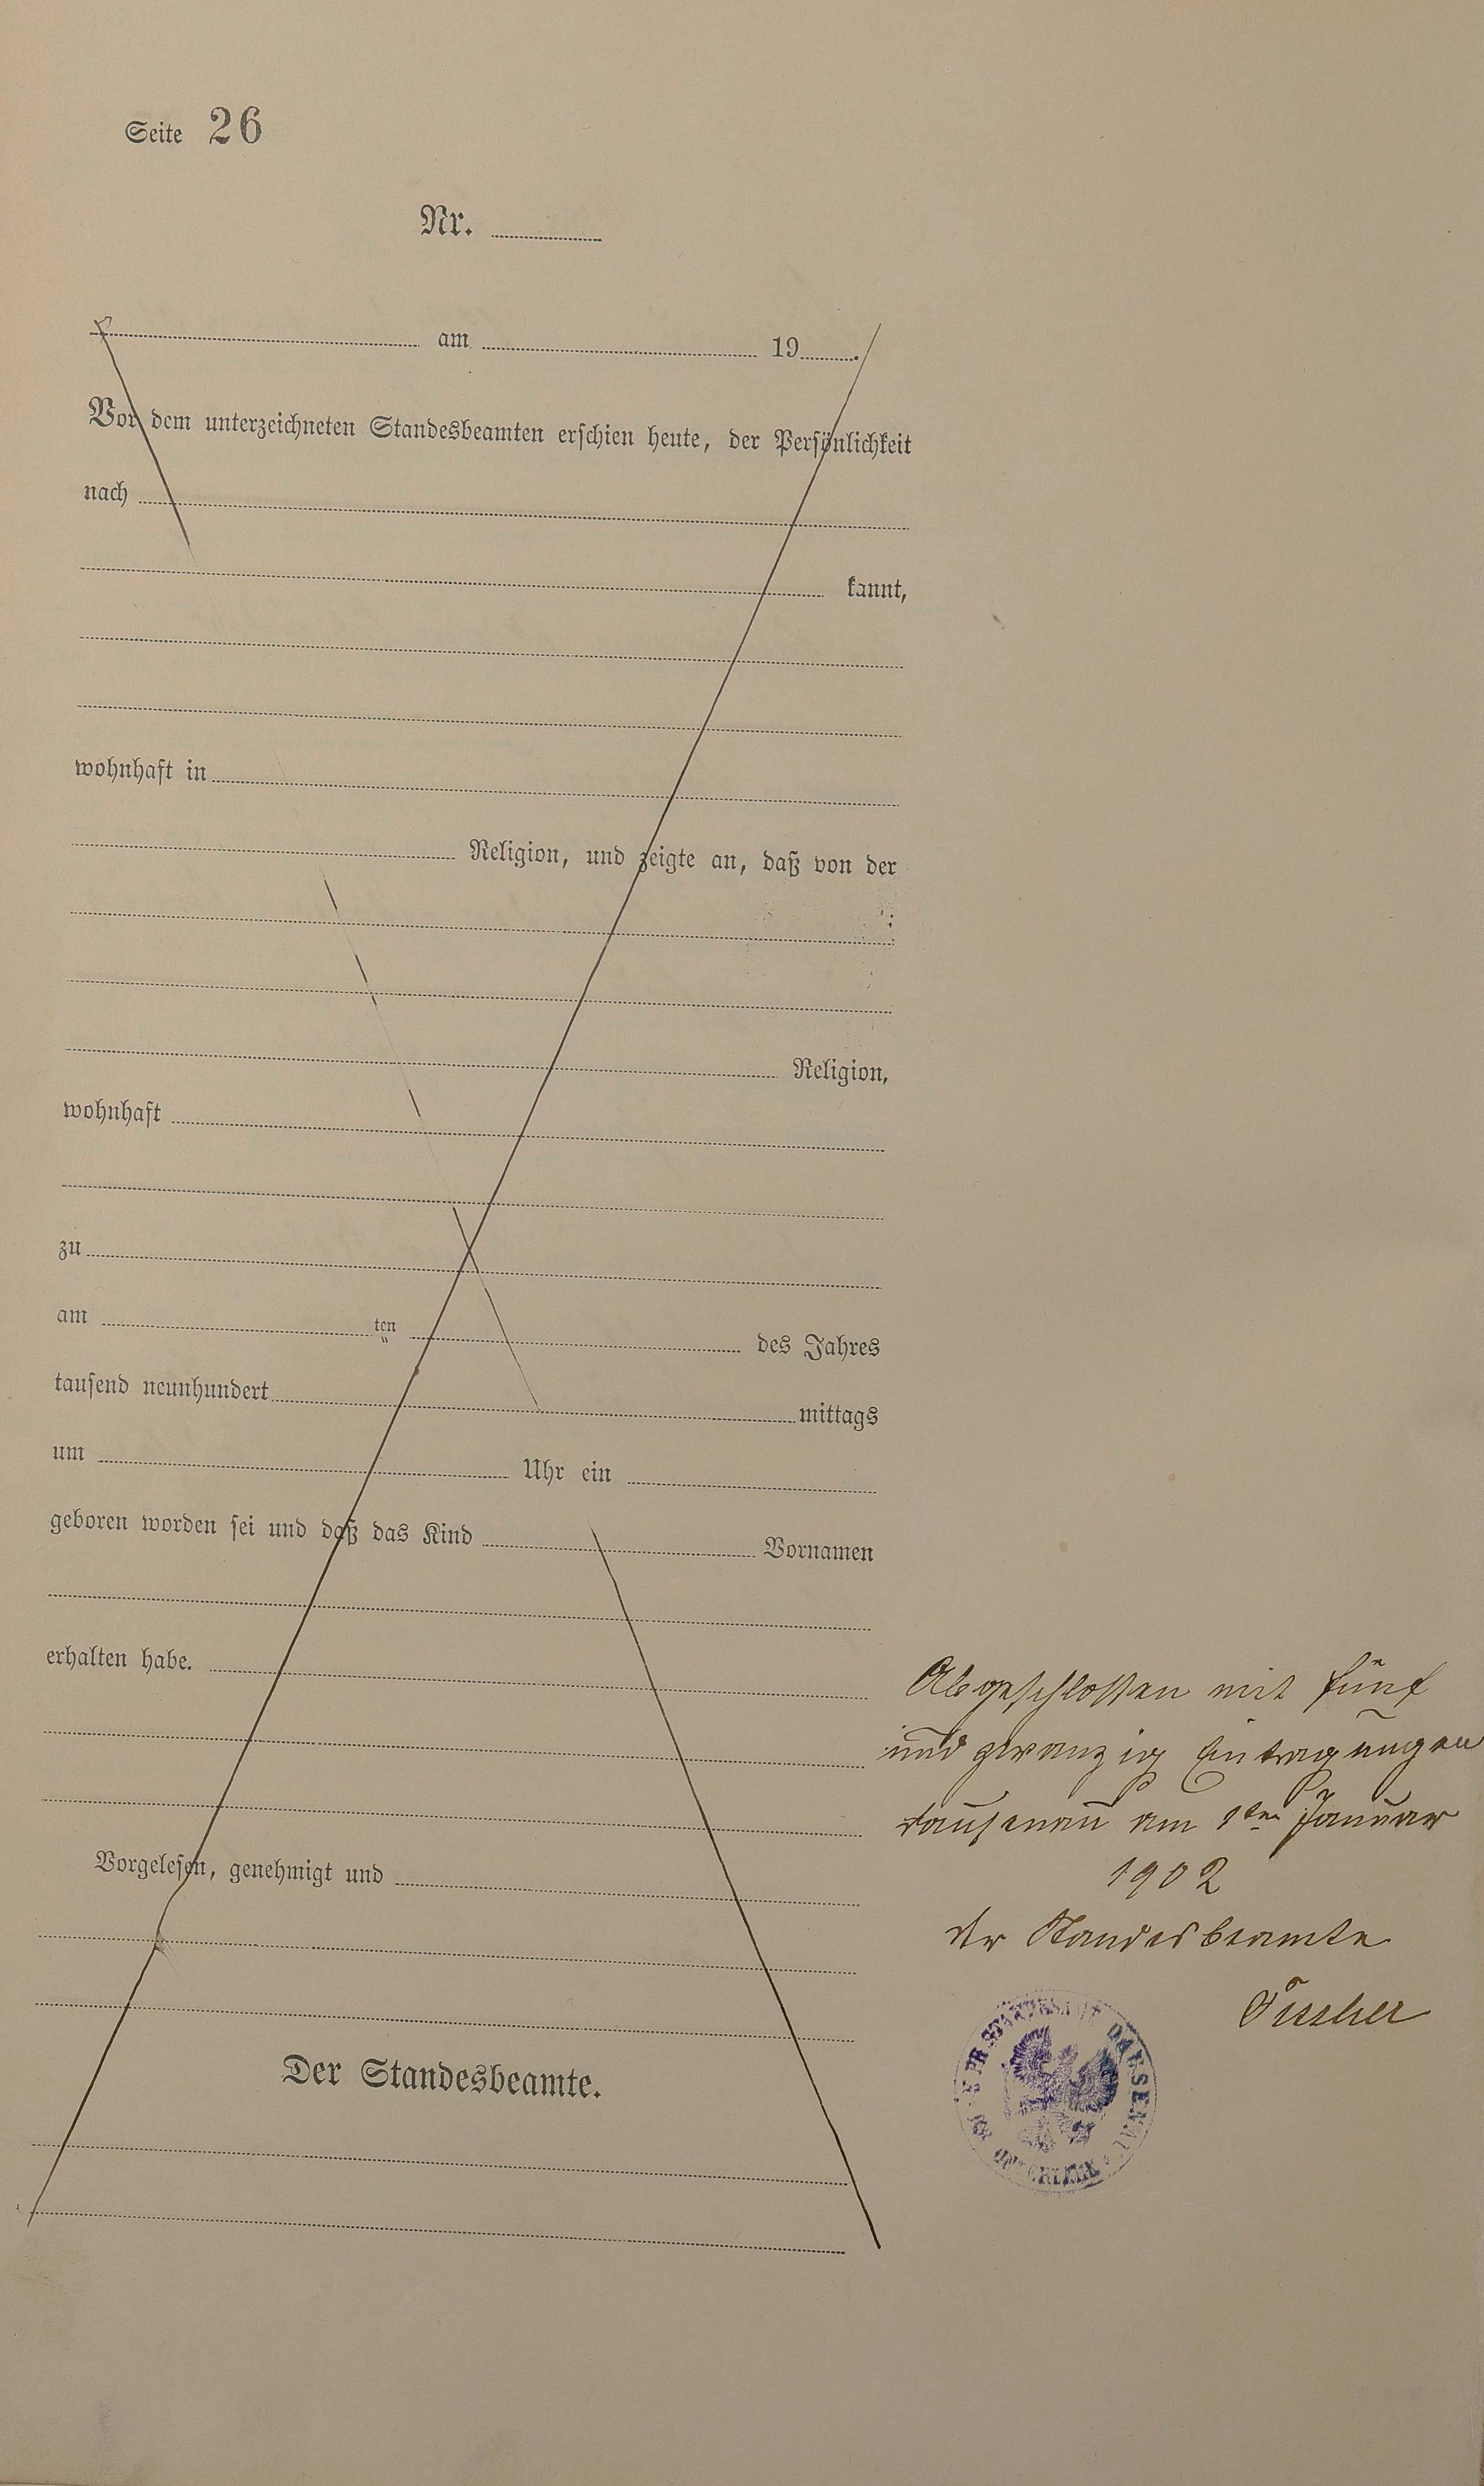 Seite 26
Nr.
am 19 .
Vor dem unterzeichneten Standesbeamten erschien heute, der Persönlichkeit
nach
kannt,
wohnhaft in
Religion, und zeigte an, daß von der
Religion,
wohnhaft
zu
am ten des Jahres
tausend neunhundert mittags
um Uhr ein
geboren worden sei und daß das Kind Vornamen
erhalten habe.
Abgeschlossen mit fünf
und zwanzig Eintragungen
Dausenau am 1ten Januar
Vorgelesen, genehmigt und
1902
Der Standesbeamte
Fischer
Der Standesbeamte.
DAUSENAU